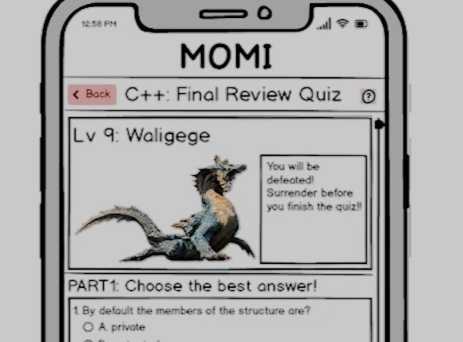 12:58 PM
MOMI
Back
C++: Final Review Quiz
Lv 9: Waligege
You will be
defeated!
Surrender before
you finish the quiz!!
PART1: Choose the best answer!
1. By default the members of the structure are?
A. private